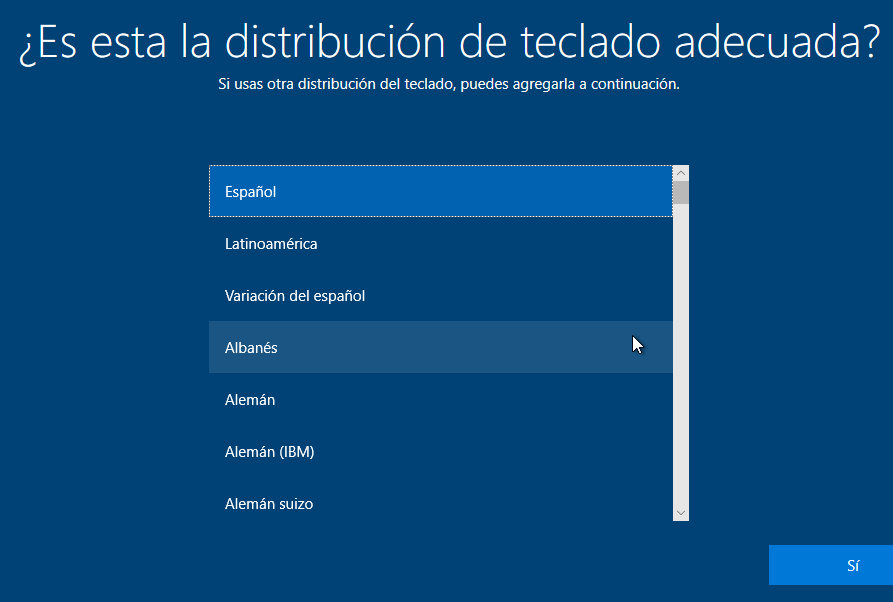 ¿Es esta la distribución de teclado adecuada?
Si usas otra distribución del teclado, puedes agregarla a continuación.
Español
Latinoamérica
Variación del español
Albanés
Alemán
Alemán (IBM)
Alemán suizo
Sí